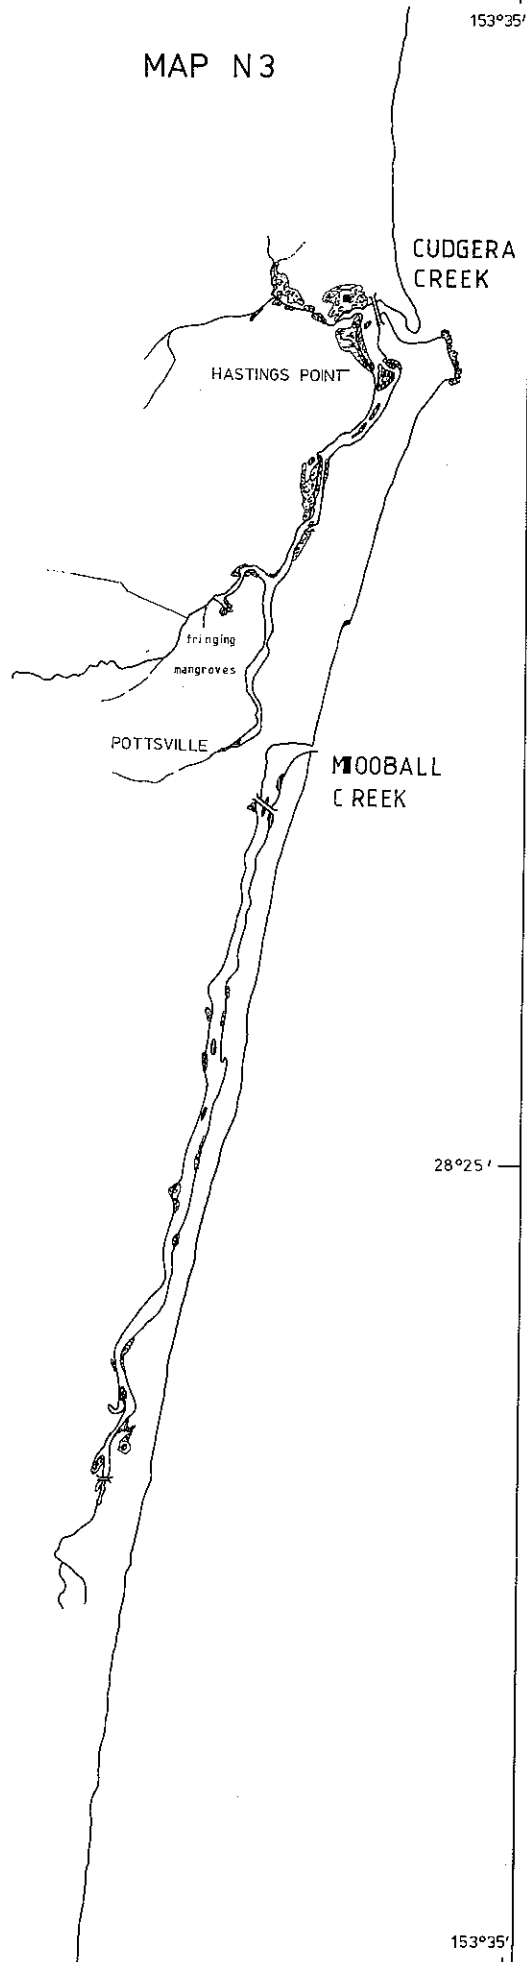 153°35'
MAP N3
CUDGERA
CREEK
HASTINGS POINT
fringing
mangroves
POTTSVILLE
MOOBALL
CREEK
28°25'
153°35'